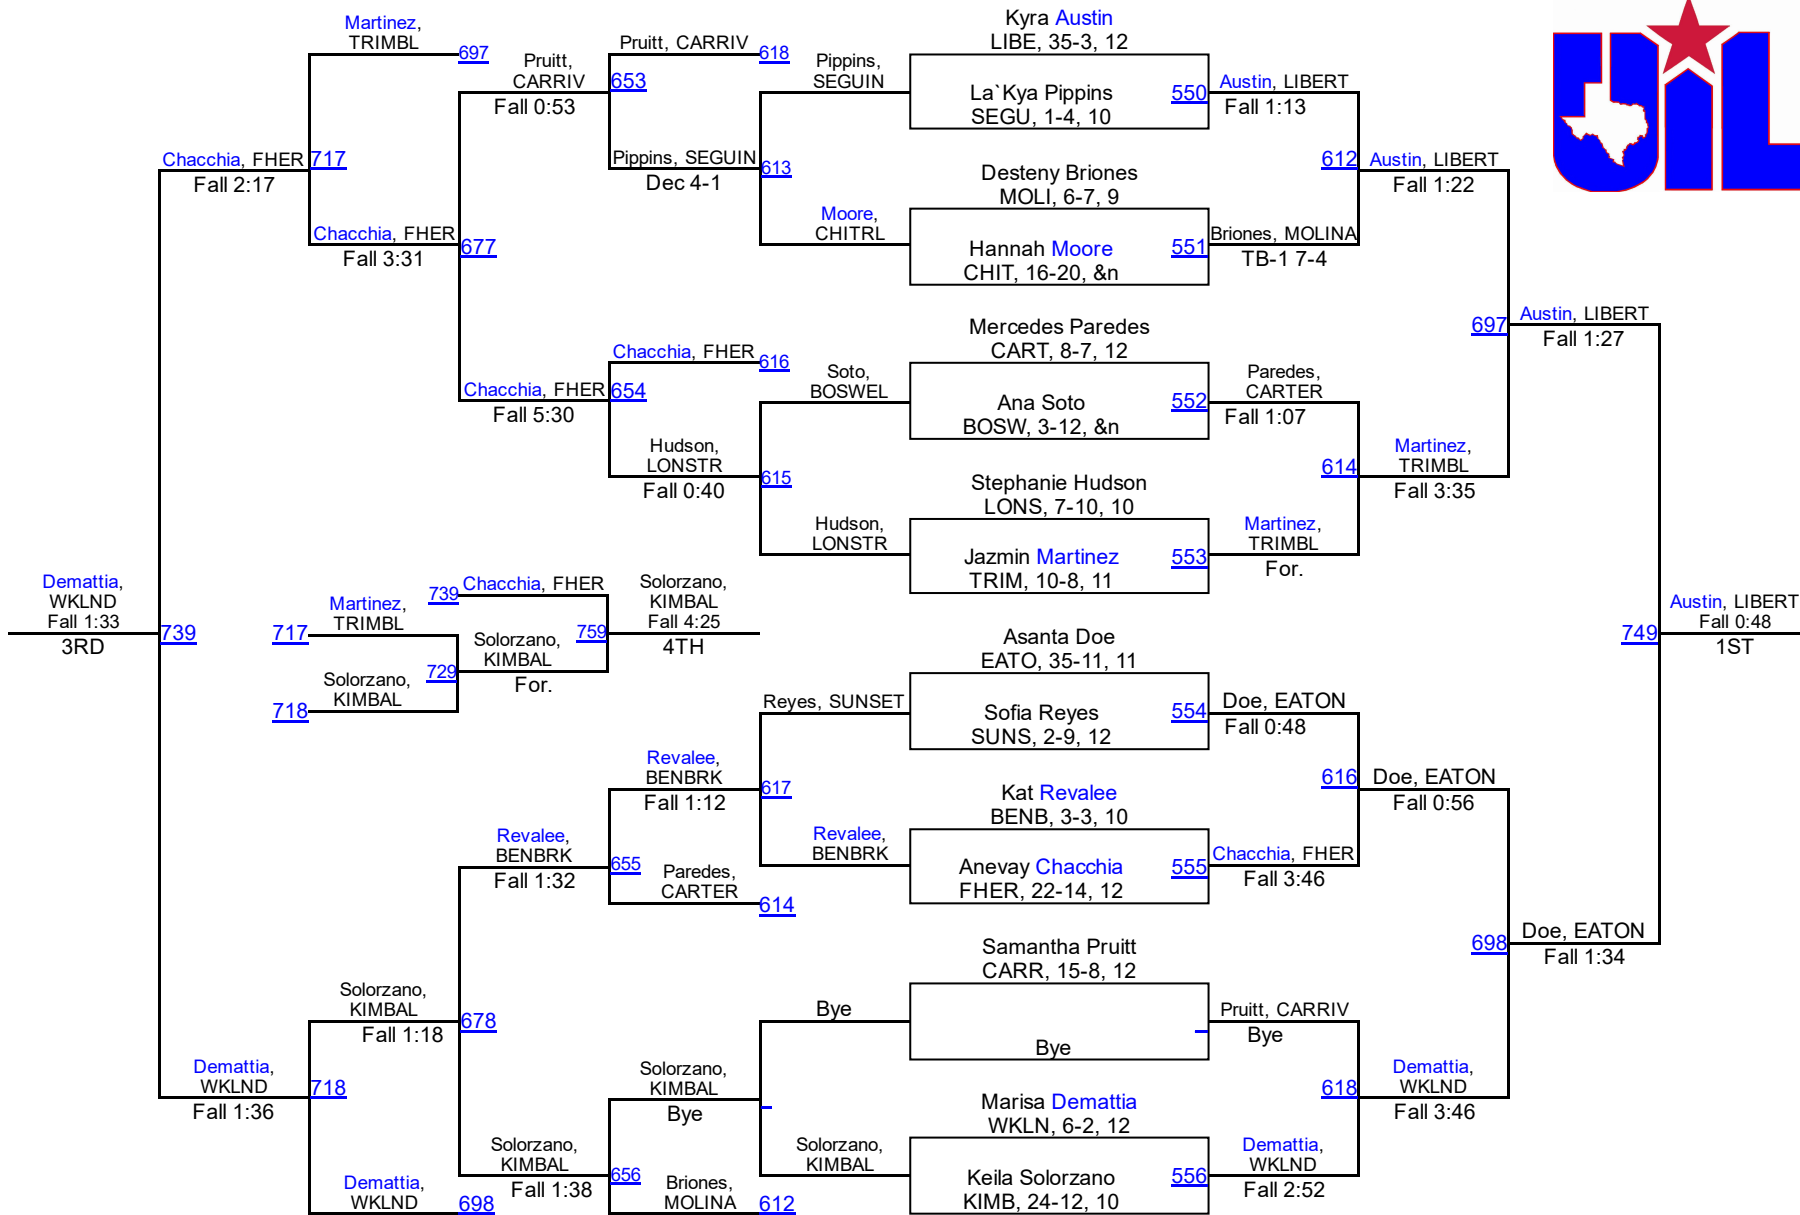 Martinez,
TRIMBL
697
Pruitt,
CARRIV
Fall 0:53
Pruitt, CARRIV
618
653
Pippins,
SEGUIN
Kyra Austin
LIBE, 35-3, 12
La`Kya Pippins
SEGU, 1-4, 10
550
Austin, LIBERT
Fall 1:13
UIL
Chacchia, FHER
717
Fall 2:17
Pippins, SEGUIN
613
Dec 4-1
Desteny Briones
MOLI, 6-7, 9
612
Austin, LIBERT
Fall 1:22
Chacchia, FHER
677
Fall 3:31
Moore,
CHITRL
Hannah Moore
CHIT, 16-20, &n
551
Briones, MOLINA
TB-1 7-4
Mercedes Paredes
CART, 8-7, 12
697
Austin, LIBERT
Fall 1:27
Chacchia, FHER
616
Chacchia, FHER
654
Fall 5:30
Soto,
BOSWEL
Ana Soto
BOSW, 3-12, &n
552
Paredes,
CARTER
Fall 1:07
Hudson,
LONSTR
615
Fall 0:40
Stephanie Hudson
LONS, 7-10, 10
614
Martinez,
TRIMBL
Fall 3:35
Hudson,
LONSTR
Jazmin Martinez
TRIM, 10-8, 11
553
Martinez,
TRIMBL
For.
Demattia,
WKLND
Fall 1:33
3RD
739
717
Martinez,
TRIMBL
739
Chacchia, FHER
Solorzano,
KIMBAL
Fall 4:25
759
4TH
Solorzano,
KIMBAL
729
For.
718
Solorzano,
KIMBAL
Asanta Doe
EATO, 35-11, 11
749
Austin, LIBERT
Fall 0:48
1ST
Reyes, SUNSET
Sofia Reyes
SUNS, 2-9, 12
554
Doe, EATON
Fall 0:48
Revalee,
BENBRK
617
Fall 1:12
Kat Revalee
BENB, 3-3, 10
616
Doe, EATON
Fall 0:56
Revalee,
BENBRK
655
Fall 1:32
Paredes,
CARTER
614
Revalee,
BENBRK
Anevay Chacchia
FHER, 22-14, 12
555
Chacchia, FHER
Fall 3:46
Samantha Pruitt
CARR, 15-8, 12
698
Doe, EATON
Fall 1:34
Solorzano,
KIMBAL
678
Fall 1:18
Bye
Bye
Pruitt, CARRIV
Bye
Demattia,
WKLND
718
Fall 1:36
Solorzano,
KIMBAL
Bye
Marisa Demattia
WKLN, 6-2, 12
618
Demattia,
WKLND
Fall 3:46
Demattia,
WKLND
698
Solorzano,
KIMBAL
Fall 1:38
656
Briones,
MOLINA
612
Solorzano,
KIMBAL
Keila Solorzano
KIMB, 24-12, 10
556
Demattia,
WKLND
Fall 2:52